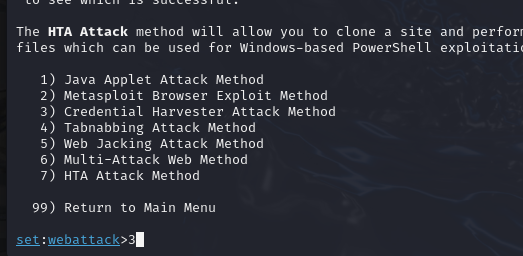 to see which is successful.
The HTA Attack method will allow you to clone a site and perform
files which can be used for Windows-based PowerShell
1) Java Applet Attack Method
2) Metasploit Browser Exploit Method
3) Credential Harvester Attack Method
4) Tabnabbing Attack Method
5) Web Jacking Attack Method
6) Multi-Attack Web Method
7) HTA Attack Method
99) Return to Main Menu
set:webattack>3